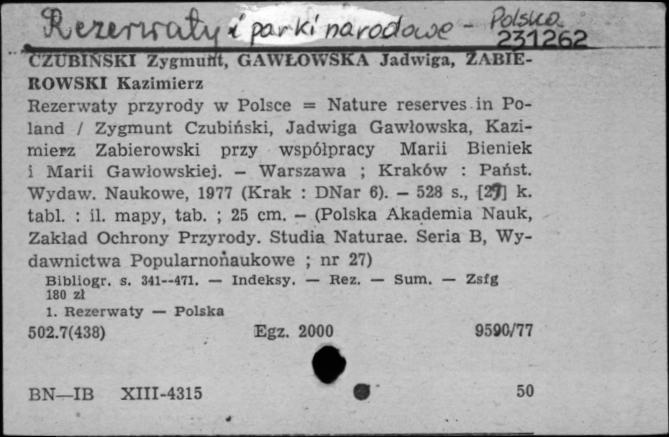 Rezerwaty i parki narodowe - Polska
231262
CZUBIŃSKI Zygmunt, GAWŁOWSKA Jadwiga, ZABIE-
ROWSKI Kazimierz
Rezerwaty przyrody w Polsce = Nature reserves in Po-
land / Zygmunt Czubiński, Jadwiga Gawłowska, Kazi-
mierz Zabierowski przy współpracy Marii Bieniek
i Marii Gawłowskiej. — Warszawa ; Kraków : Państ.
Wydaw. Naukowe, 1977 (Krak : DNar 6). — 528 s., [27] k.
tabl. : il. mapy, tab. ; 25 cm. — (Polska Akademia Nauk,
Zakład Ochrony Przyrody. Studia Naturae. Seria B, Wy-
dawnictwa Popularnonaukowe ; nr 27)
Bibliogr. s. 341--471. — Indeksy. — Rez. — Sum. — Zsfg
180 zł
1. Rezerwaty — Polska
502.7(438) Egz. 2000 9590/77
BN—IB XIII-4315 50